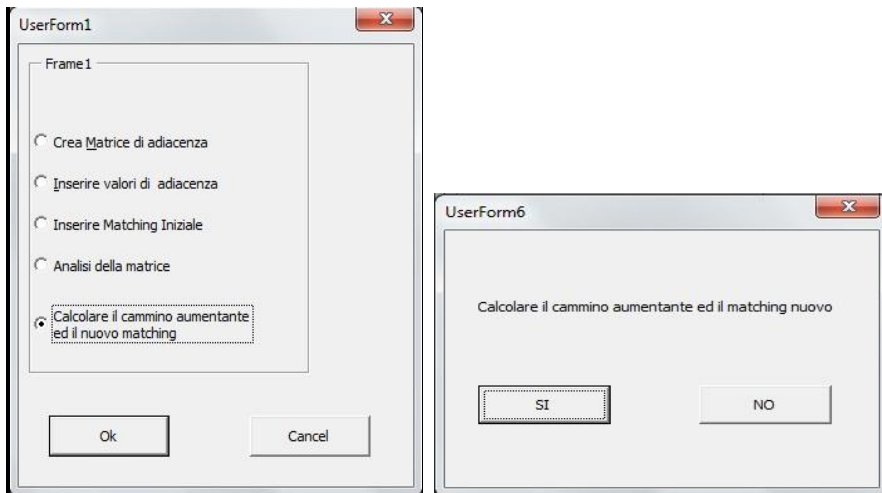 UserForm1
Frame1
Crea Matrice di adiacenza
Inserire valori di adiacenza
Inserire Matching Iniziale
Analisi della matrice
Calcolare il cammino aumentante
ed il nuovo matching
Ok
Cancel
UserForm6
Calcolare il cammino aumentante ed il matching nuovo
SI
NO